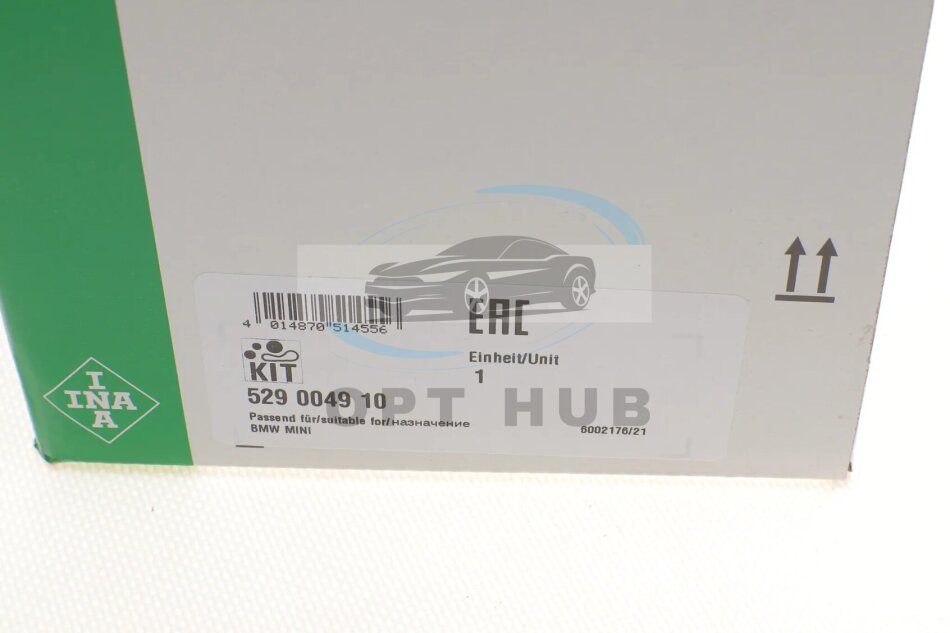 4 014870 514556
EAC
KIT
Einheit/Unit
1
529 0049 10
OPT HUB
Passend für/suitable for/назначение
BMW MINI
6002176/21
I
INA
A